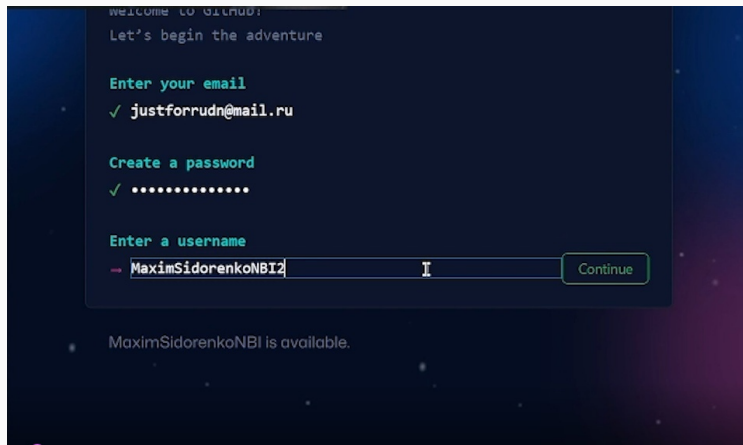 Welcome to GitHub!
Let's begin the adventure
Enter your email
✓ justforrudn@mail.ru
Create a password
✓ ••••••••••••••
Enter a username
→ MaximSidorenkoNBI2
Continue
MaximSidorenkoNBI is available.